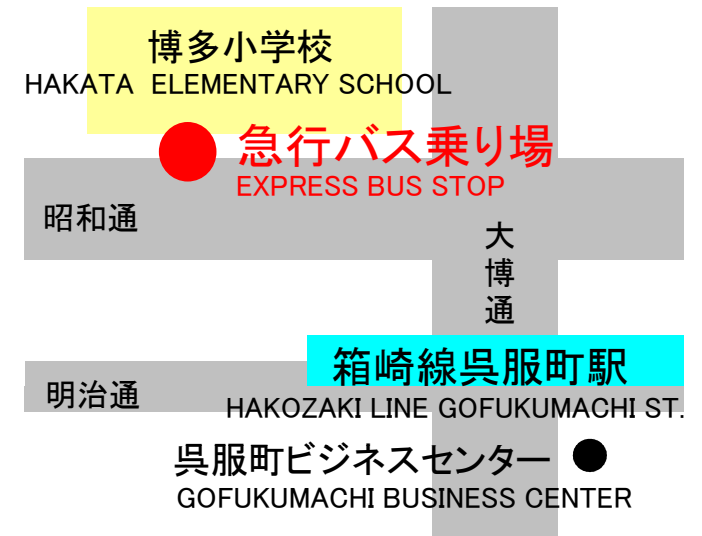 博多小学校
HAKATA ELEMENTARY SCHOOL
急行バス乗り場
EXPRESS BUS STOP
昭和通
大博通
箱崎線呉服町駅
明治通
HAKOZAKI LINE GOFUKUMACHI ST.
呉服町ビジネスセンター
GOFUKUMACHI BUSINESS CENTER